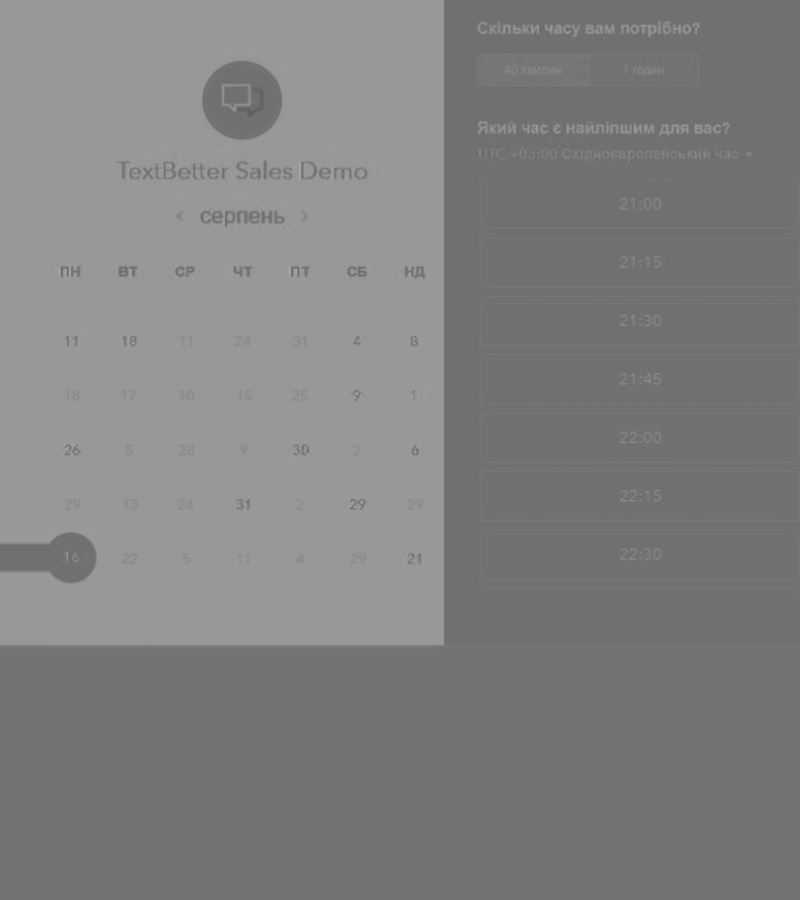 TextBetter Sales Demo
< серпень >
ПН ВТ СР ЧТ ПТ СБ НД
11 18 11 24 31 4 8
18 17 10 15 25 9 1
26 5 28 9 30 2 6
29 13 24 31 2 29 29
16 22 5 11 4 29 21
Скільки часу вам потрібно?
40 хвилин 1 годин
Який час є найліпшим для вас?
UTC +03:00 Східноєвропейський час
21:00
21:15
21:30
21:45
22:00
22:15
22:30